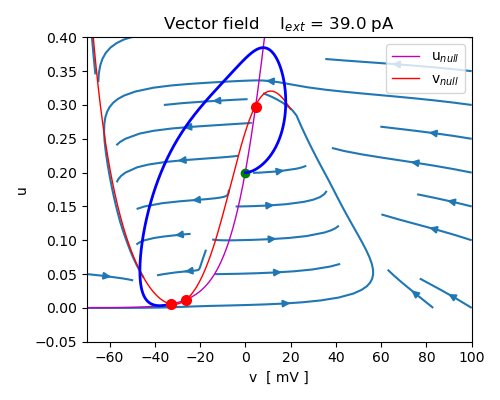 Vector field    I_ext = 39.0 pA
0.40
0.35
0.30
0.25
0.20
0.15
0.10
0.05
0.00
−0.05
u
u_null
v_null
−60 −40 −20 0 20 40 60 80 100
v [ mV ]